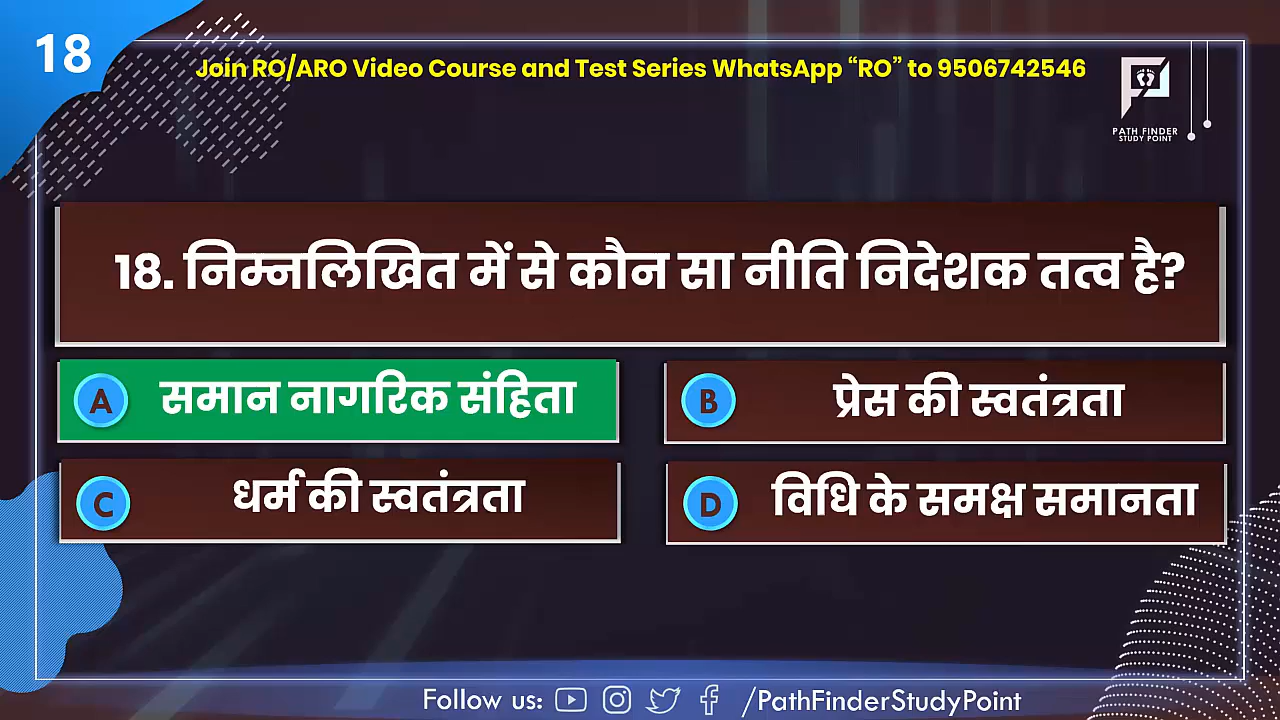 18
Join RO/ARO Video Course and Test Series WhatsApp “RO” to 9506742546
PATH FINDER
STUDY POINT
18. निम्नलिखित में से कौन सा नीति निदेशक तत्व है?
A समान नागरिक संहिता
B प्रेस की स्वतंत्रता
C धर्म की स्वतंत्रता
D विधि के समक्ष समानता
Follow us: /PathFinderStudyPoint